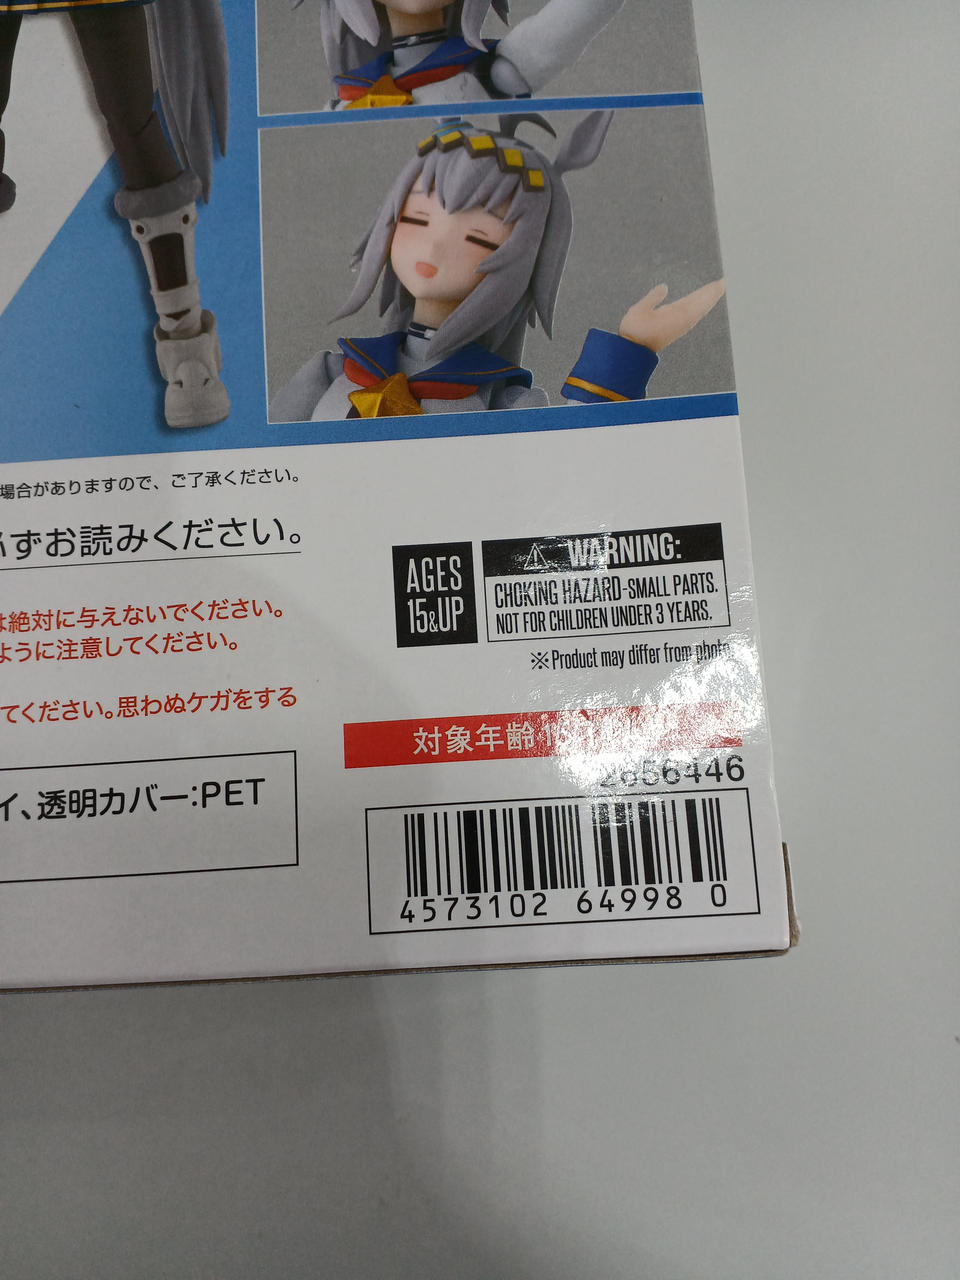 場合がありますので、ご了承ください。
ずお読みください。
は絶対に与えないでください。
ように注意してください。
てください。思わぬケガをする
イ、透明カバー:PET
AGES
15&UP
WARNING:
CHOKING HAZARD-SMALL PARTS.
NOT FOR CHILDREN UNDER 3 YEARS.
※Product may differ from photo
対象年齢
2656446
4573102 64998 0